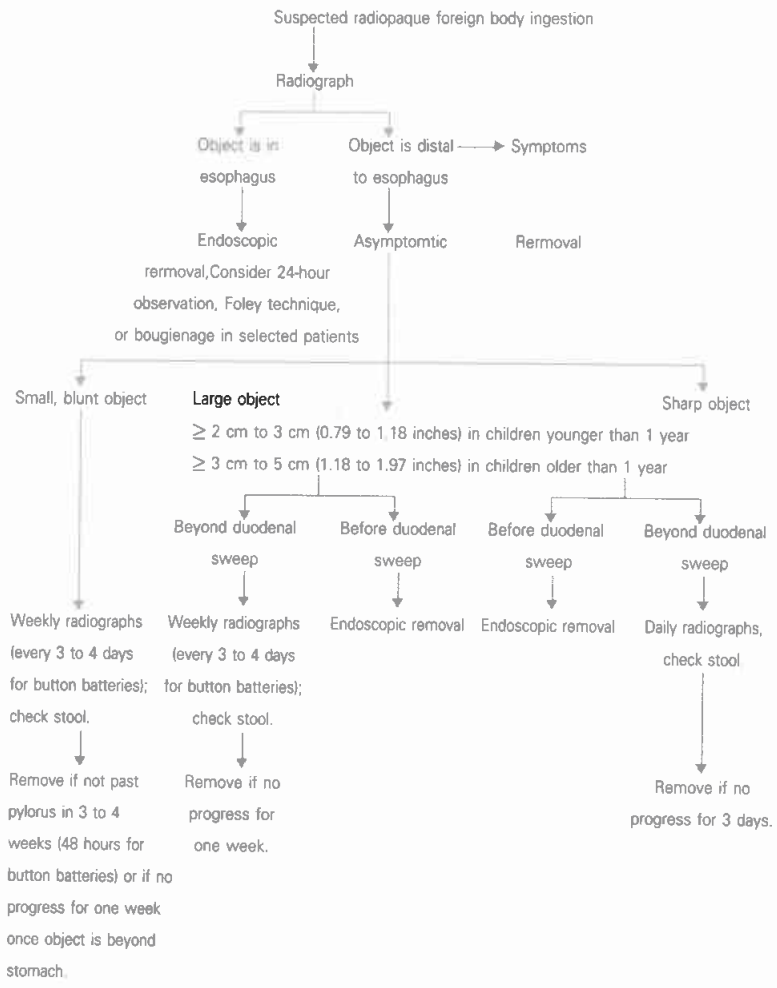 Suspected radiopaque foreign body ingestion
Radiograph
Object is in
esophagus
Object is distal
to esophagus
Symptoms
Endoscopic
rermoval,Consider 24-hour
observation, Foley technique,
or bougienage in selected patients
Asymptomtic
Rermoval
Small, blunt object
Large object
≥ 2 cm to 3 cm (0.79 to 1.18 inches) in children younger than 1 year
≥ 3 cm to 5 cm (1.18 to 1.97 inches) in children older than 1 year
Sharp object
Beyond duodenal
sweep
Before duodenal
sweep
Before duodenal
sweep
Beyond duodenal
sweep
Weekly radiographs
(every 3 to 4 days
for button batteries);
check stool.
Weekly radiographs
(every 3 to 4 days
for button batteries);
check stool.
Endoscopic removal
Endoscopic removal
Daily radiographs,
check stool
Remove if not past
pylorus in 3 to 4
weeks (48 hours for
button batteries) or if no
progress for one week
once object is beyond
stomach.
Remove if no
progress for
one week.
Remove if no
progress for 3 days.